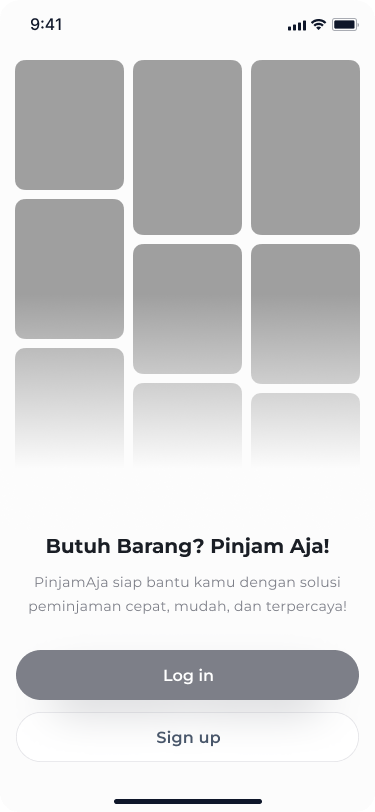 9:41
Butuh Barang? Pinjam Aja!
PinjamAja siap bantu kamu dengan solusi
peminjaman cepat, mudah, dan terpercaya!
Log in
Sign up